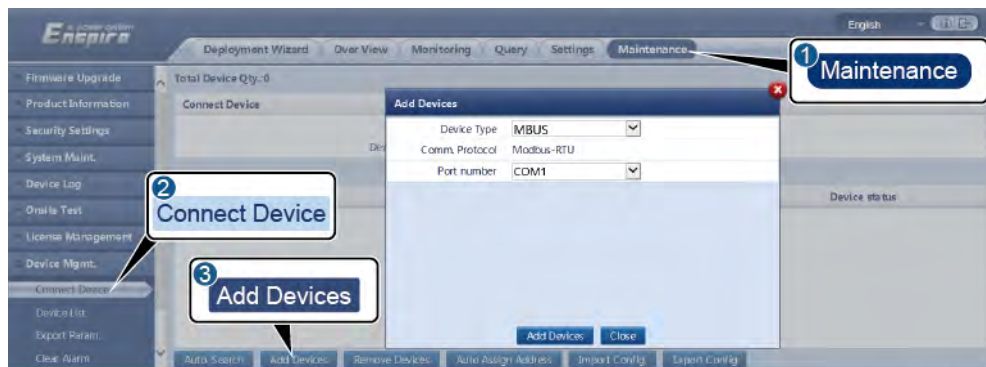 Enspire
English
Deployment Wizard Over View Monitoring Query Settings Maintenance
1 Maintenance
Firmware Upgrade
Product Information
Security Settings
System Maint.
Device Log
Onsite Test
License Management
Device Mgmt.
Connect Device
Device List
Export Param.
Clear Alarm
Total Device Qty.:0
Connect Device
Device status
2 Connect Device
3 Add Devices
Add Devices
Device Type MBUS
Comm. Protocol Modbus-RTU
Port number COM1
Add Devices Close
Auto Search Add Devices Remove Devices Auto Assign Address Import Config. Export Config.